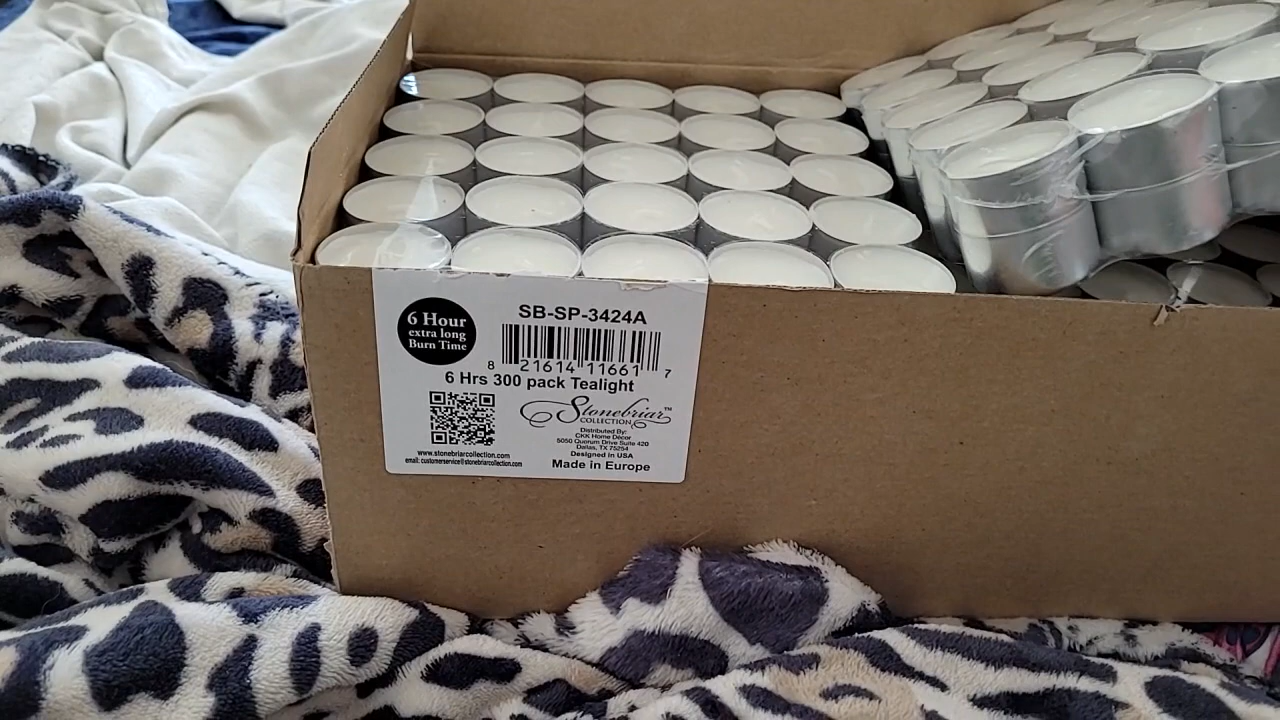 6 Hour
extra long
Burn Time
SB-SP-3424A
8 21614 11661 7
6 Hrs 300 pack Tealight
Stonebriar™
COLLECTION
Distributed By:
CKK Home Décor
5050 Quorum Drive Suite 420
Dallas, TX 75254
Designed in USA
Made in Europe
www.stonebriarcollection.com
email: customerservice@stonebriarcollection.com